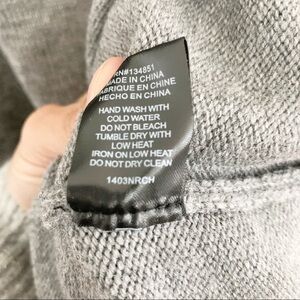 RN#134851
MADE IN CHINA
FABRIQUE EN CHINE
HECHO EN CHINA
HAND WASH WITH
COLD WATER
DO NOT BLEACH
TUMBLE DRY WITH
LOW HEAT
IRON ON LOW HEAT
DO NOT DRY CLEAN
1403NRCH